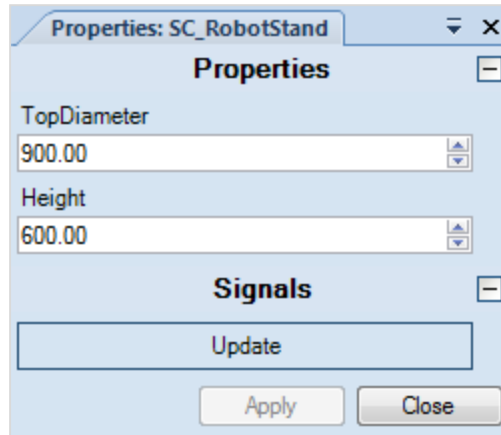 Properties: SC_RobotStand
Properties
TopDiameter
900.00
Height
600.00
Signals
Update
Apply Close